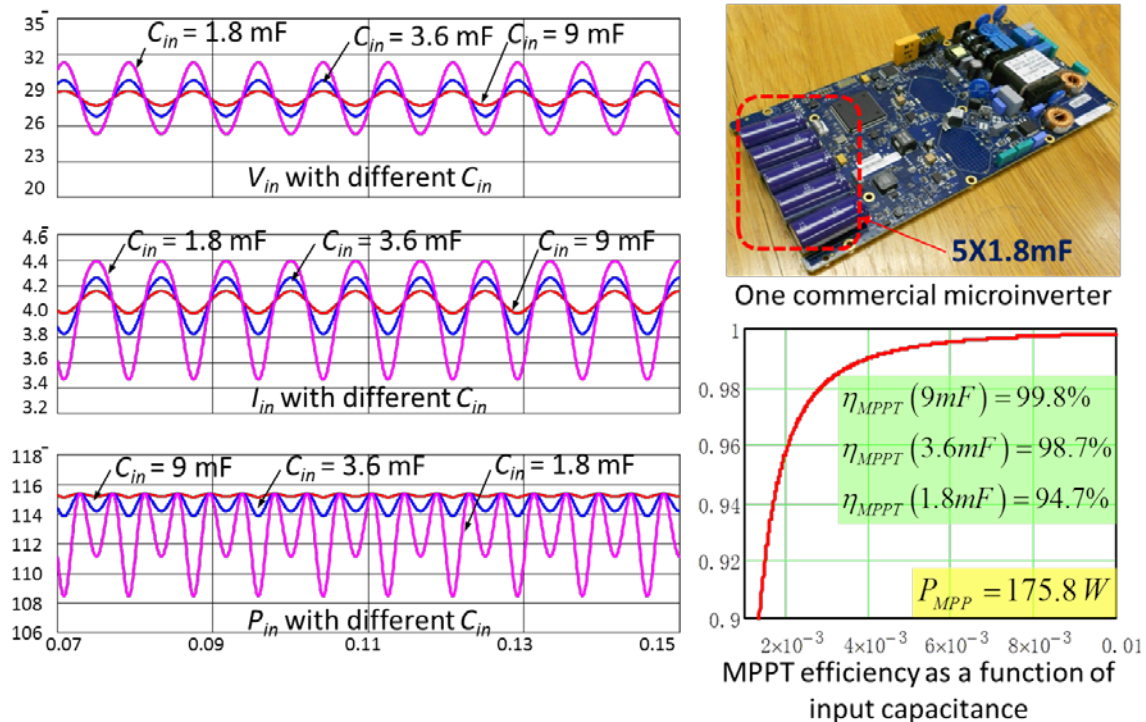 35
32
29
26
23
20
C_in = 1.8 mF
C_in = 3.6 mF
C_in = 9 mF
V_in with different C_in
4.6
4.4
4.2
4.0
3.8
3.6
3.4
3.2
C_in = 1.8 mF
C_in = 3.6 mF
C_in = 9 mF
I_in with different C_in
118
116
114
112
110
108
106
C_in = 9 mF
C_in = 3.6 mF
C_in = 1.8 mF
P_in with different C_in
0.07 0.09 0.11 0.13 0.15
5X1.8mF
One commercial microinverter
1
0.98
0.96
0.94
0.92
0.9
η_MPPT (9mF) = 99.8%
η_MPPT (3.6mF) = 98.7%
η_MPPT (1.8mF) = 94.7%
P_MPP = 175.8 W
2×10⁻³ 4×10⁻³ 6×10⁻³ 8×10⁻³ 0.01
MPPT efficiency as a function of
input capacitance